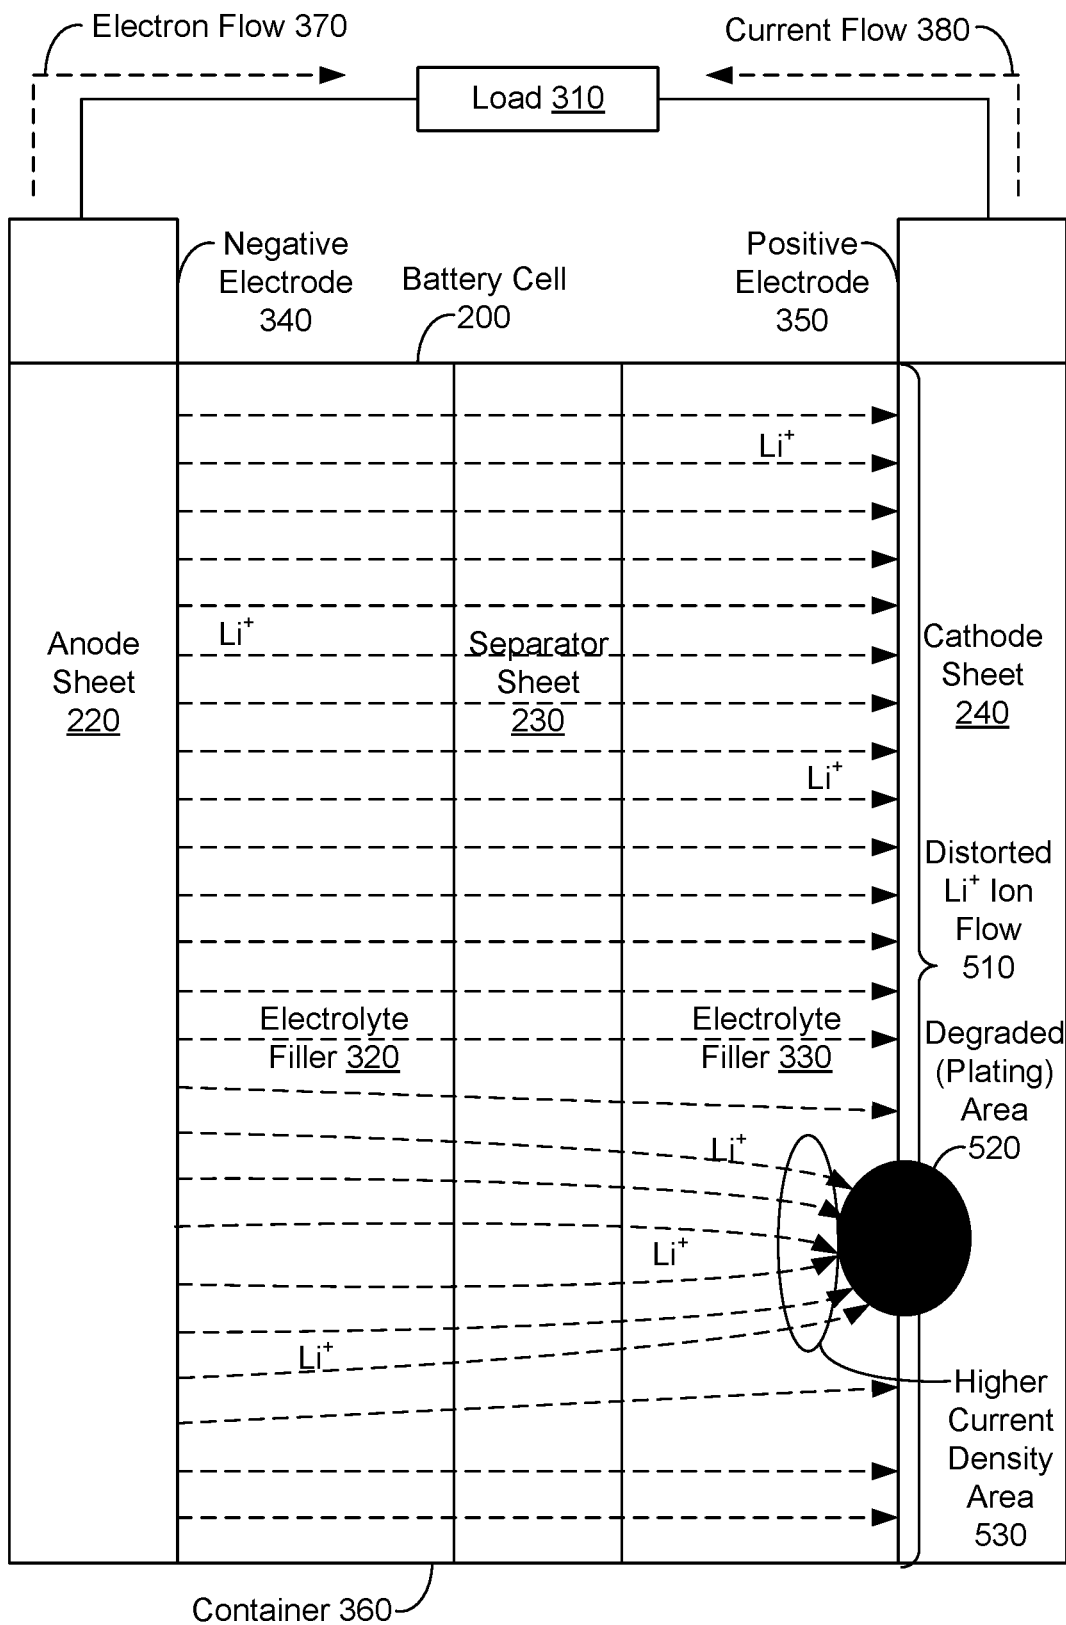 Electron Flow 370
Current Flow 380
Load 310
Negative
Electrode
340
Battery Cell
200
Positive
Electrode
350
Li+
Li+
Anode
Sheet
220
Separator
Sheet
230
Cathode
Sheet
240
Li+
Distorted
Li+ Ion
Flow
510
Electrolyte
Filler 320
Electrolyte
Filler 330
Degraded
(Plating)
Area
520
Li+
Li+
Li+
Higher
Current
Density
Area
530
Container 360